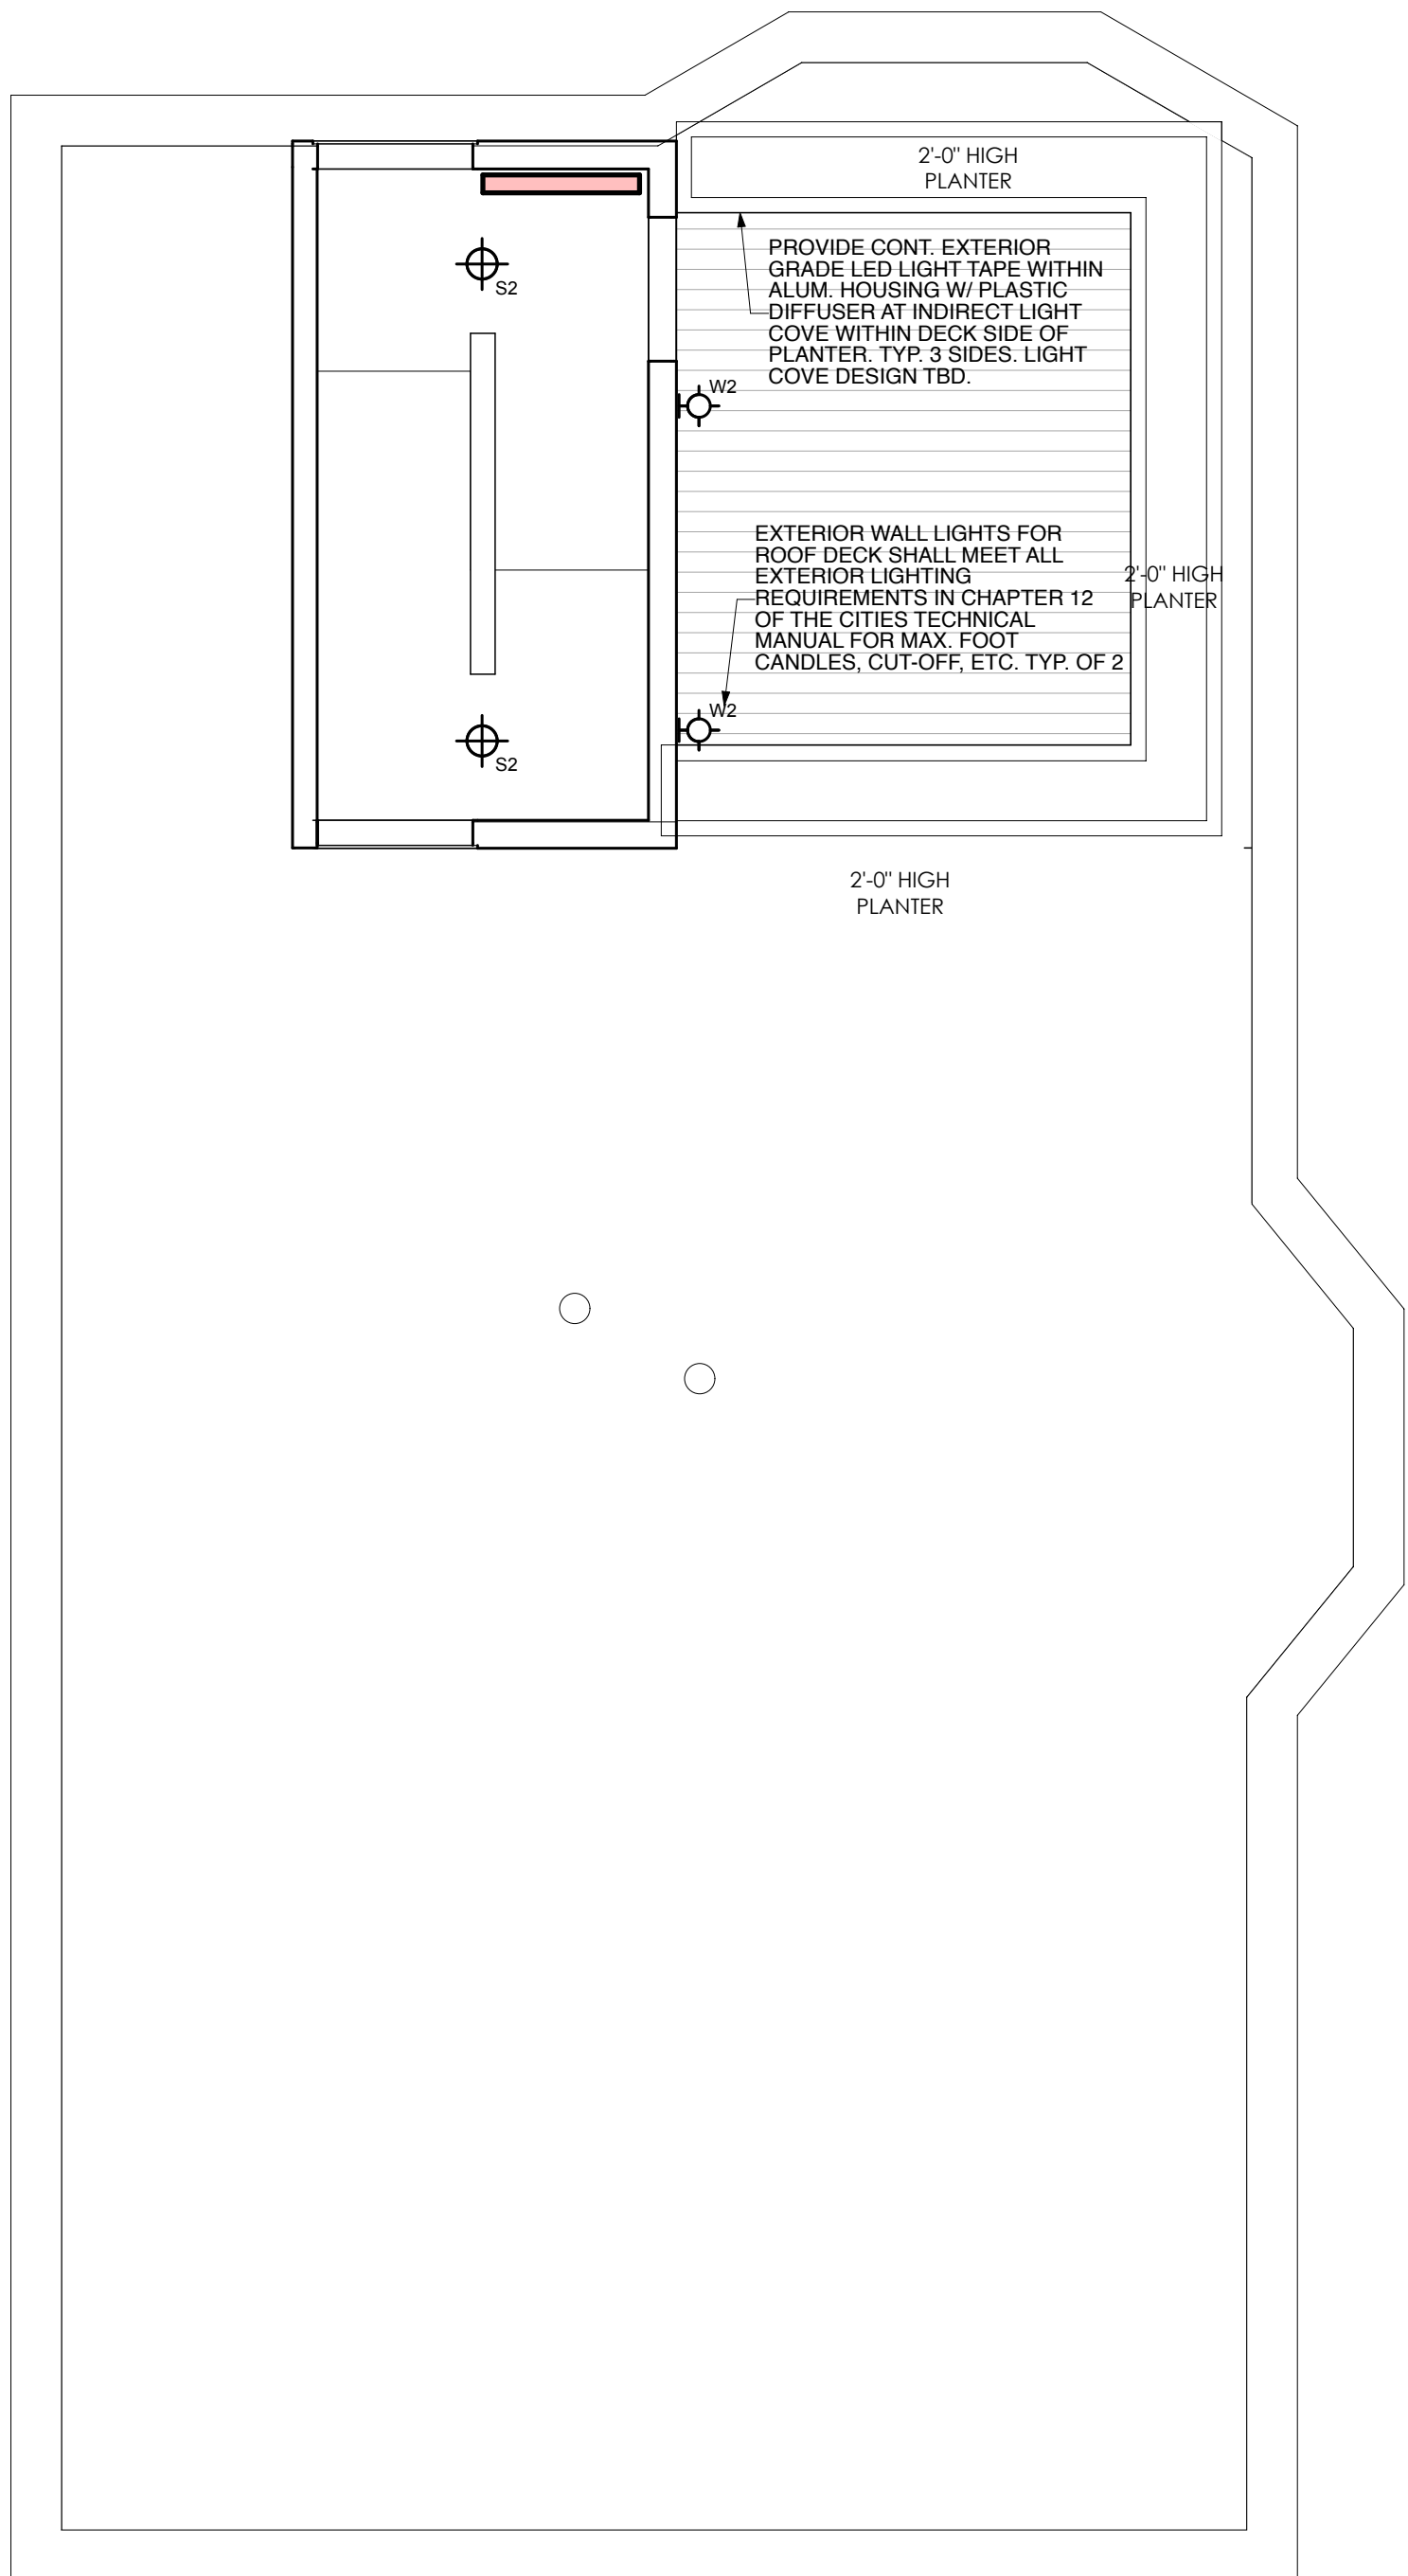 2'-0" HIGH
PLANTER
PROVIDE CONT. EXTERIOR
GRADE LED LIGHT TAPE WITHIN
ALUM. HOUSING W/ PLASTIC
DIFFUSER AT INDIRECT LIGHT
COVE WITHIN DECK SIDE OF
PLANTER. TYP. 3 SIDES. LIGHT
COVE DESIGN TBD.
S2
W2
EXTERIOR WALL LIGHTS FOR
ROOF DECK SHALL MEET ALL
EXTERIOR LIGHTING
REQUIREMENTS IN CHAPTER 12
OF THE CITIES TECHNICAL
MANUAL FOR MAX. FOOT
CANDLES, CUT-OFF, ETC. TYP. OF 2
2'-0" HIGH
PLANTER
W2
S2
2'-0" HIGH
PLANTER